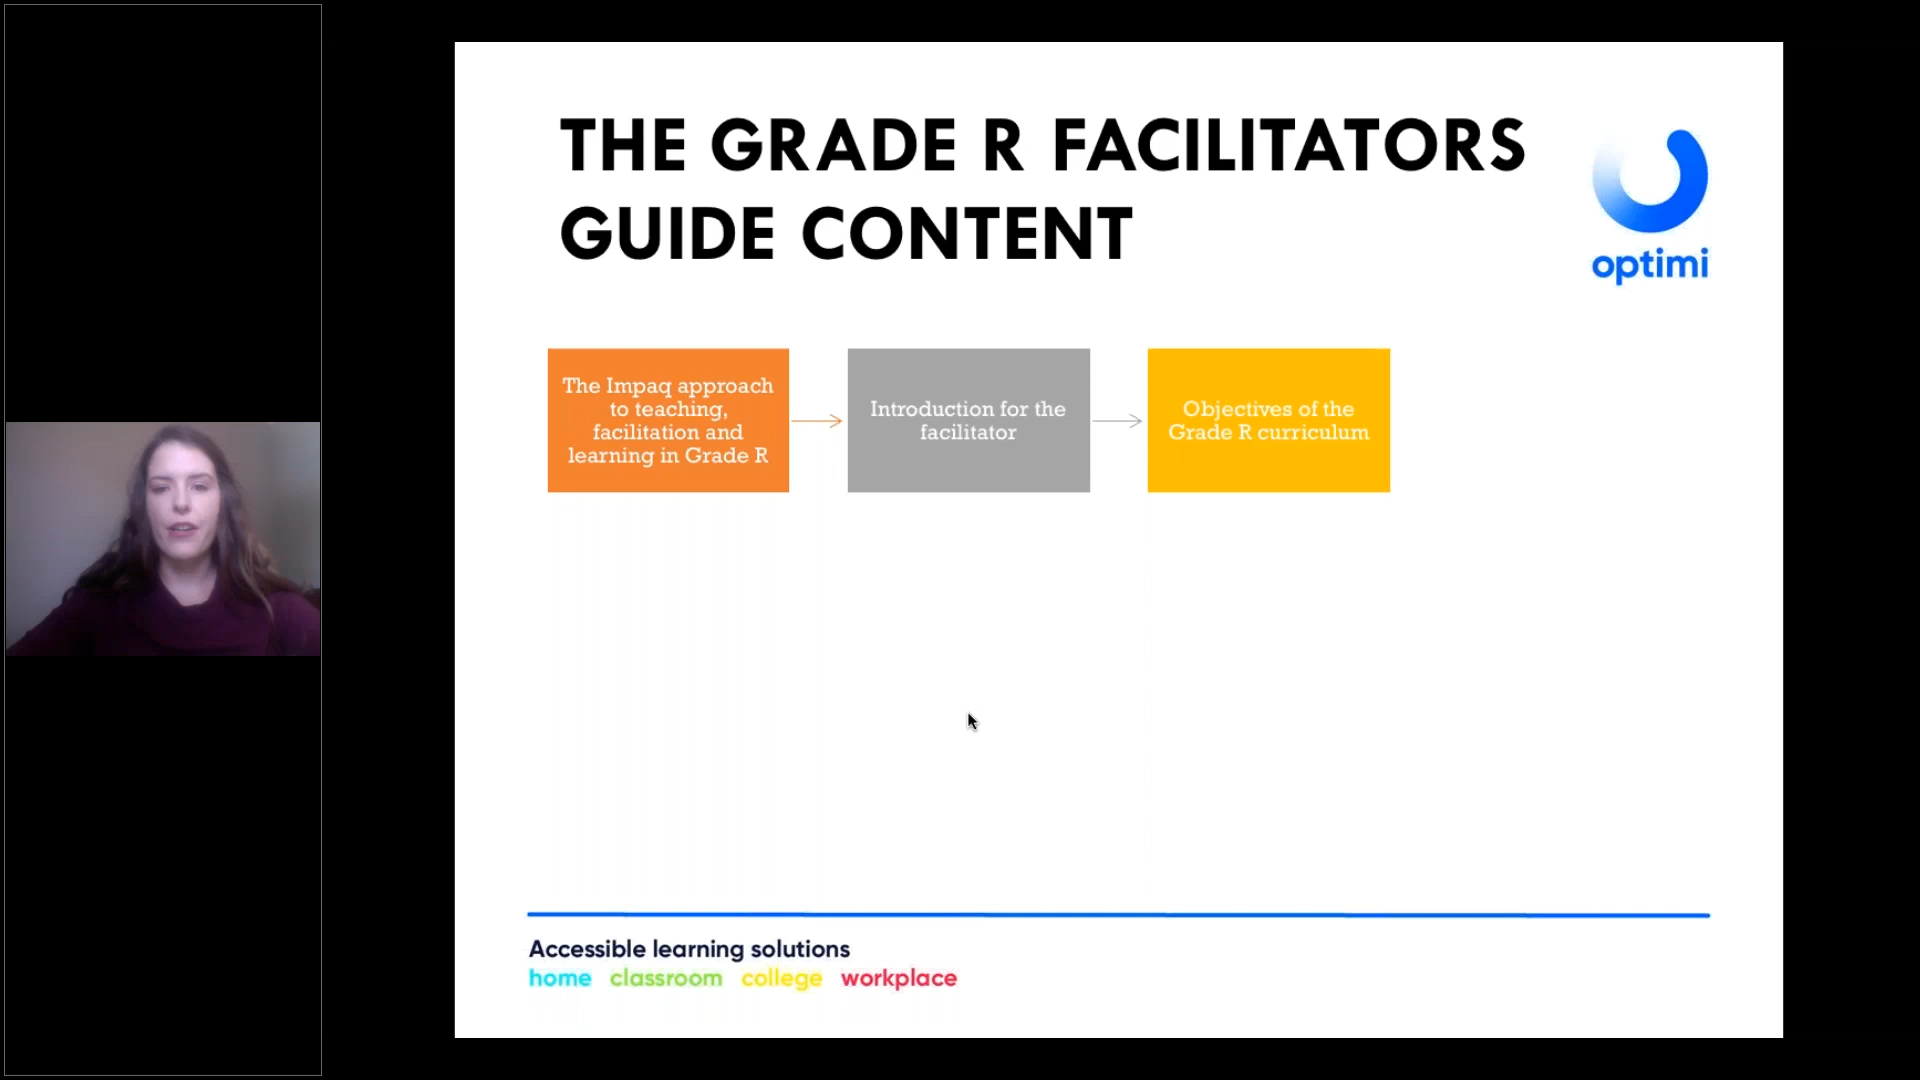 THE GRADE R FACILITATORS
GUIDE CONTENT
optimi
The Impaq approach
to teaching,
facilitation and
learning in Grade R
Introduction for the
facilitator
Objectives of the
Grade R curriculum
Accessible learning solutions
home classroom college workplace